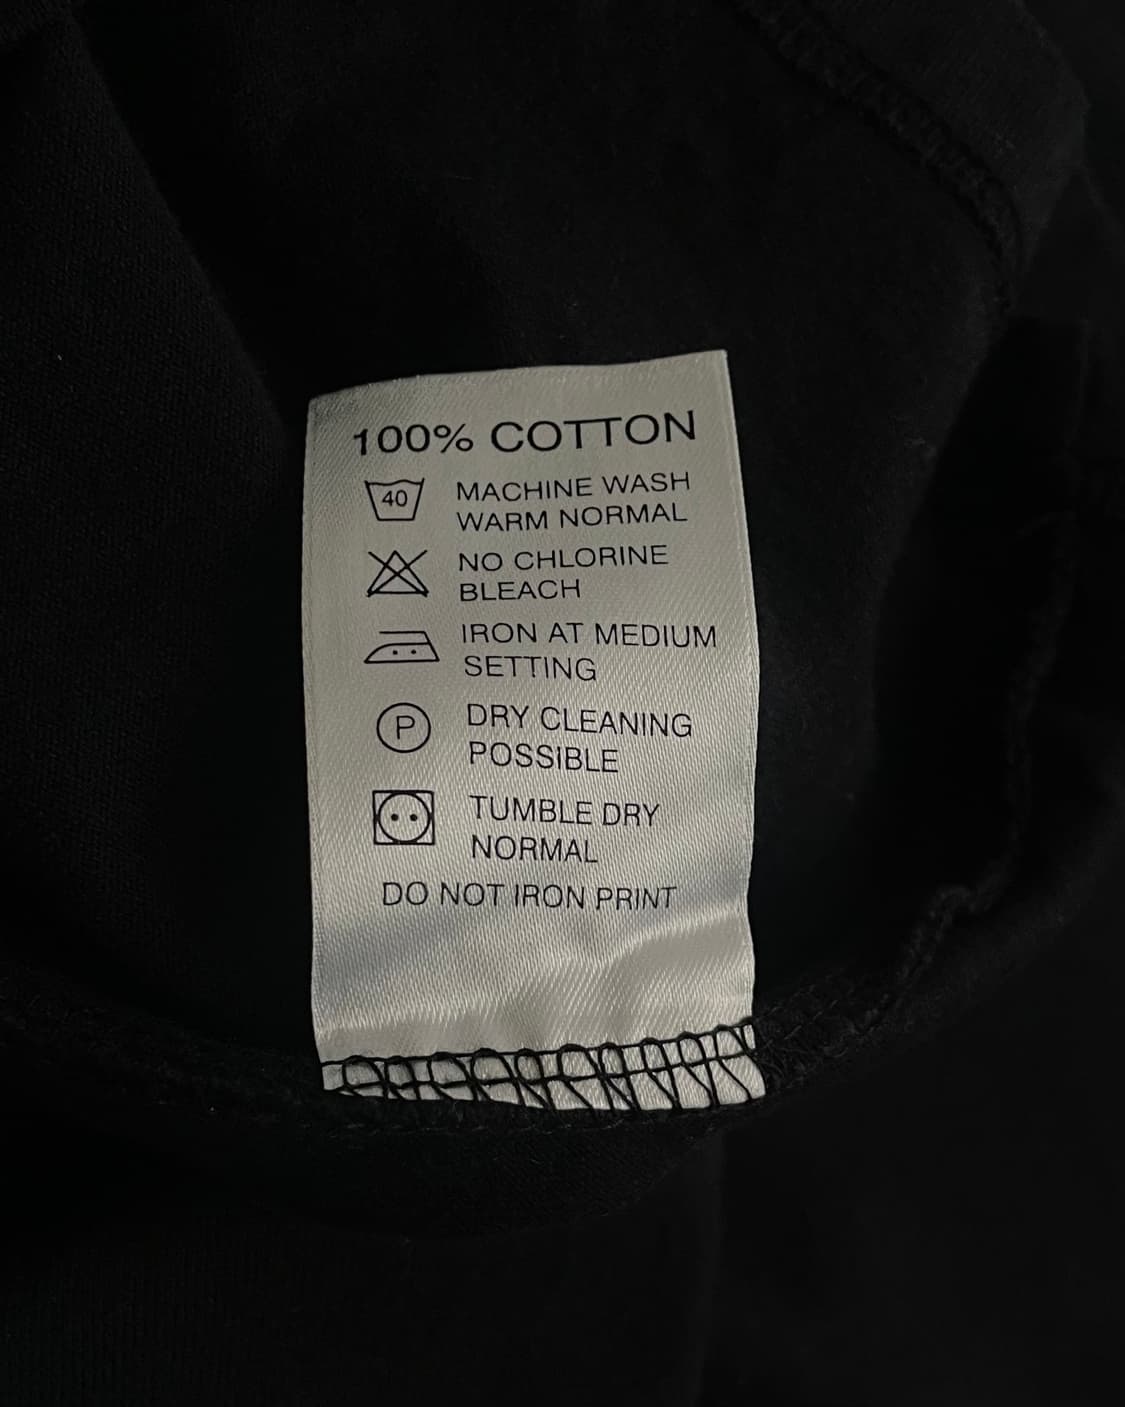 100% COTTON
40 MACHINE WASH
WARM NORMAL
NO CHLORINE
BLEACH
IRON AT MEDIUM
SETTING
P DRY CLEANING
POSSIBLE
TUMBLE DRY
NORMAL
DO NOT IRON PRINT